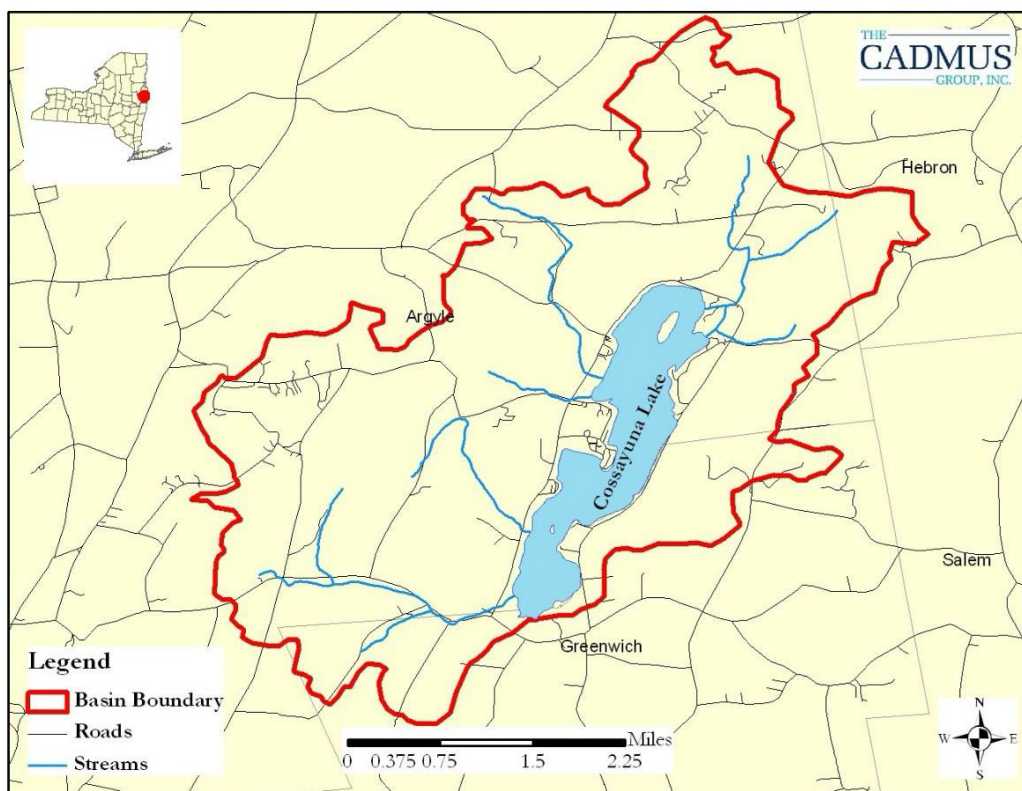 THE
CADMUS
GROUP, INC.
Hebron
Argyle
Cossayuna Lake
Salem
Greenwich
Legend
Basin Boundary
Roads
Streams
Miles
0 0.375 0.75 1.5 2.25
N
W E
S